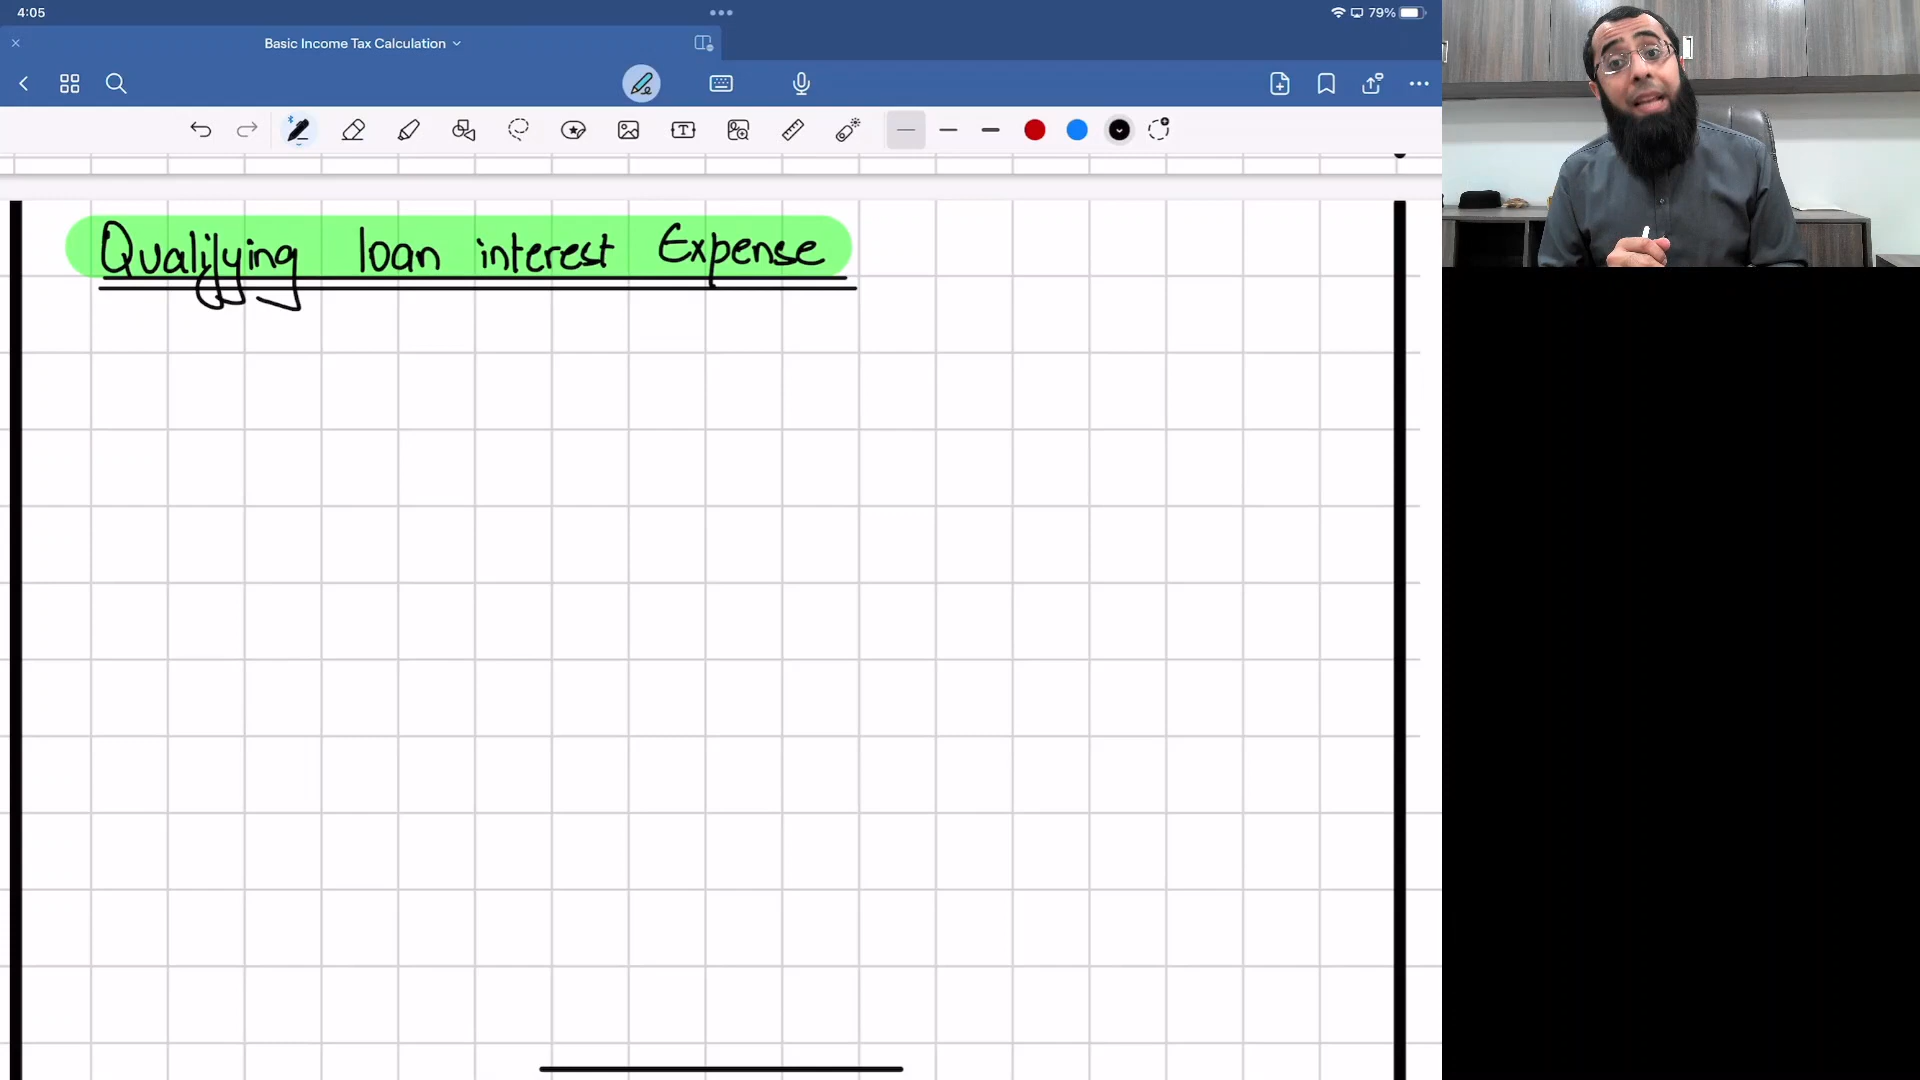 4:05
79%
Basic Income Tax Calculation
Qualifying loan interest Expense